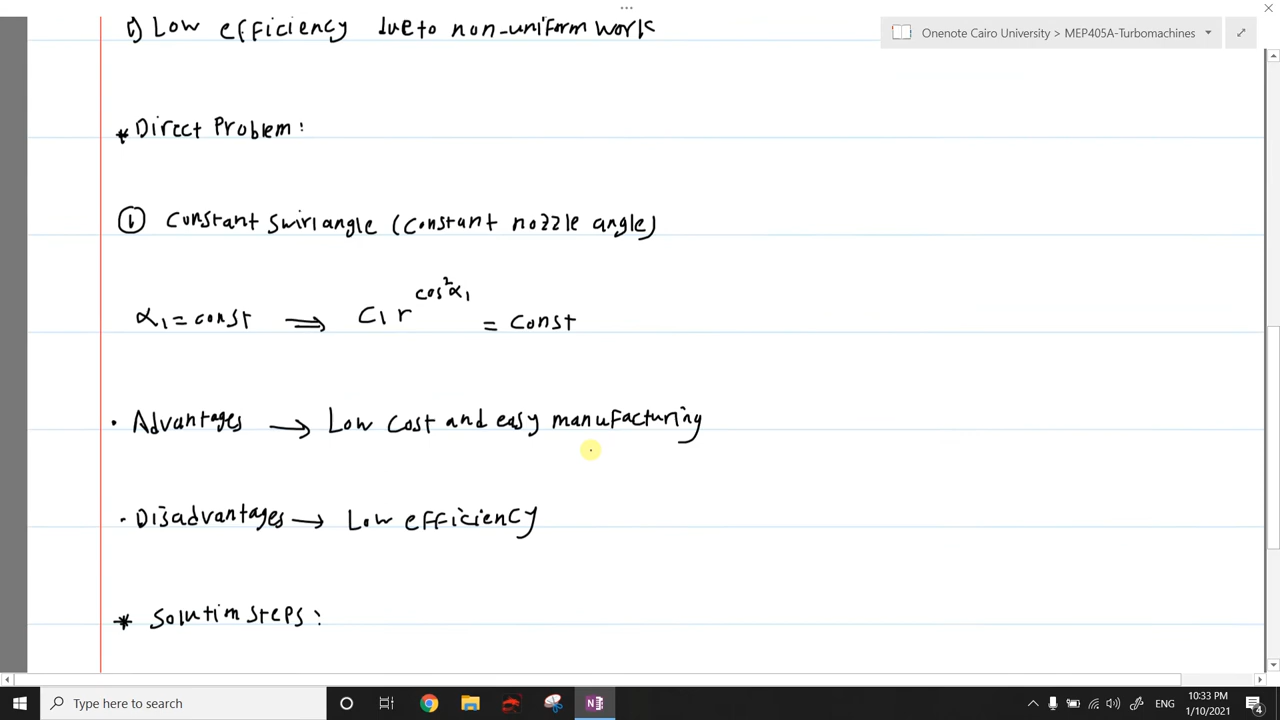 1) Low efficiency due to non-uniform work
Onenote Cairo University > MEP405A-Turbomachines
* Direct Problem:
① Constant swirl angle (constant nozzle angle)
α₁ = const ⟹ C₁ r^cos²α₁ = const
• Advantages → Low cost and easy manufacturing
• Disadvantages → Low efficiency
* Solution steps:
Type here to search
ENG
10:33 PM
1/10/2021
4